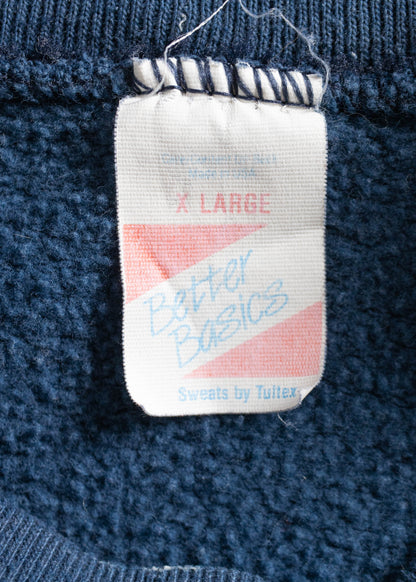 X LARGE
Better
Basics
Sweats by Tultex